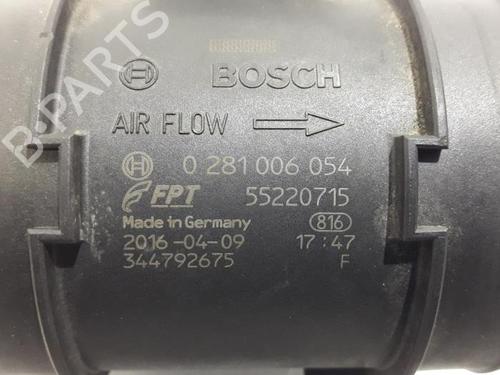 BOSCH
AIR FLOW
0 281 006 054
FPT 55220715
Made in Germany 816
2016-04-09 17:47
344792675 F
B-PARTS